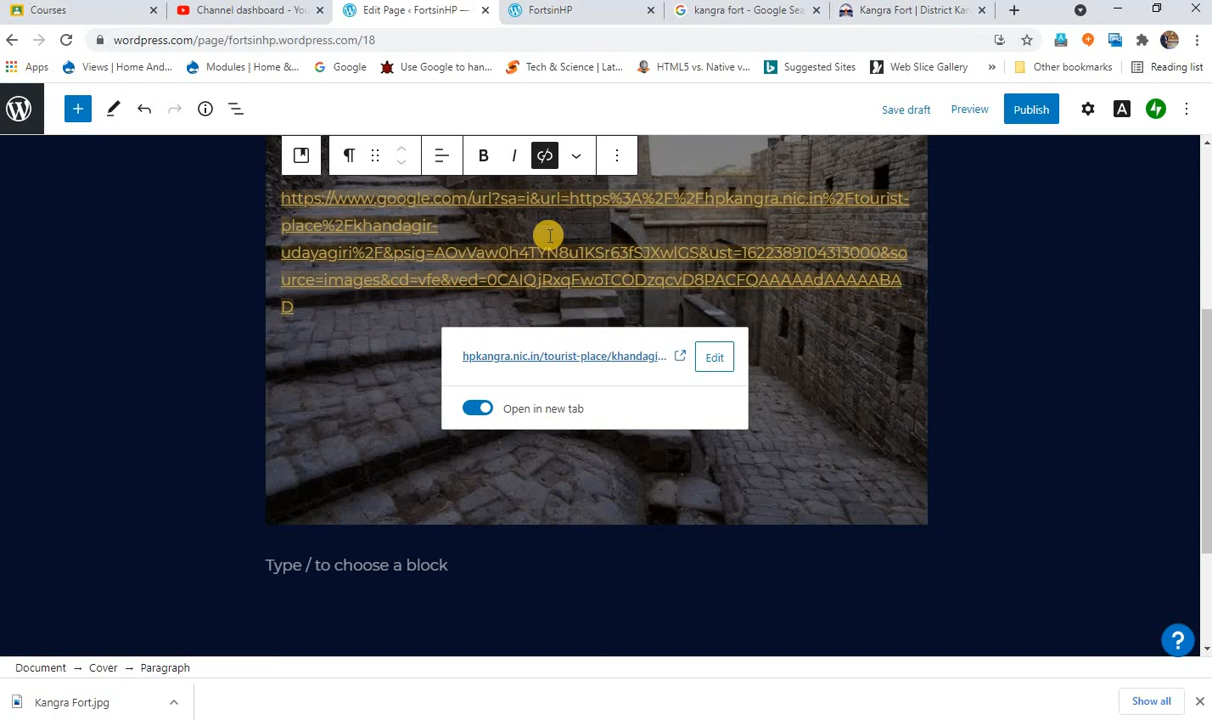 Courses
Channel dashboard - You
Edit Page ‹ FortsinHP —
FortsinHP
kangra fort - Google Sea
Kangra Fort | District Kan
wordpress.com/page/fortsinhp.wordpress.com/18
Apps
Views | Home And...
Modules | Home &...
Google
Use Google to han...
Tech & Science | Lat...
HTML5 vs. Native v...
Suggested Sites
Web Slice Gallery
»
Other bookmarks
Reading list
Save draft
Preview
Publish
A
B
I
https://www.google.com/url?sa=i&url=https%3A%2F%2Fhpkangra.nic.in%2Ftourist-
place%2Fkhandagir-
udayagiri%2F&psig=AOvVaw0h4TYN8u1KSr63fSJXwlGS&ust=1622389104313000&so
urce=images&cd=vfe&ved=0CAIQjRxqFwoTCODzqcvD8PACFQAAAAAdAAAAABA
D
hpkangra.nic.in/tourist-place/khandagi...
Edit
Open in new tab
Type / to choose a block
?
Document → Cover → Paragraph
Kangra Fort.jpg
Show all